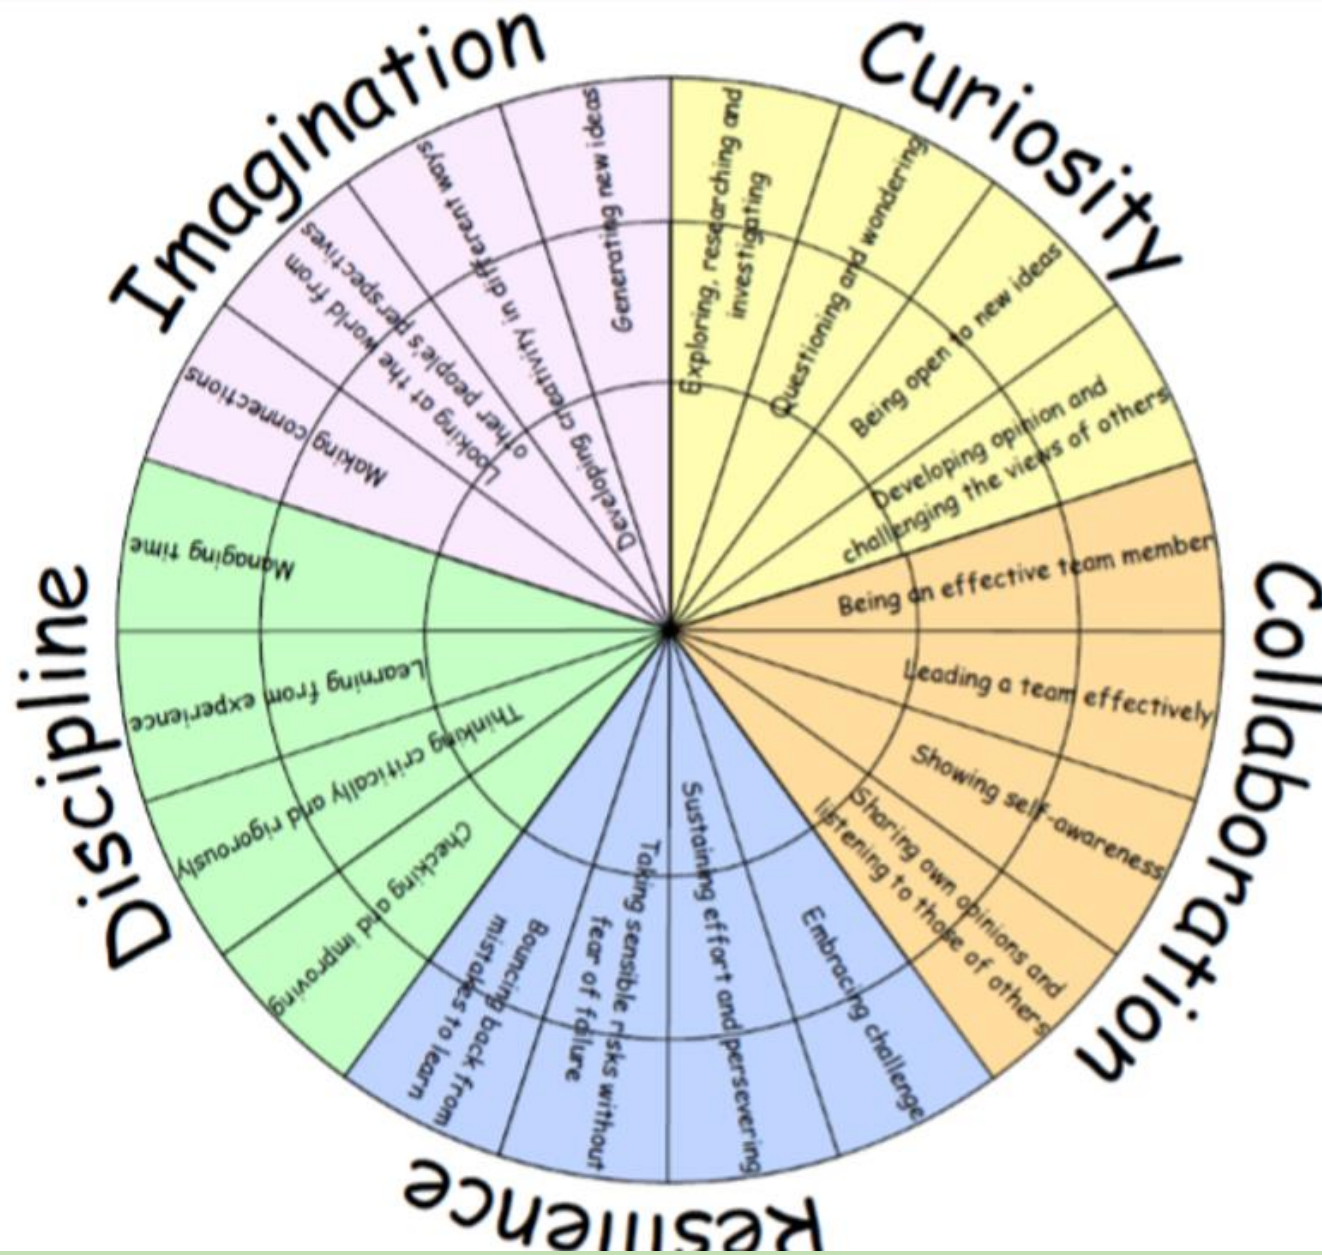 Curiosity
Exploring, researching and
investigating
Questioning and wondering
Being open to new ideas
Developing opinion and
challenging the views of others
Collaboration
Being an effective team member
Leading a team effectively
Showing self-awareness
Sharing own opinions and
listening to those of others
Resilience
Embracing challenge
Sustaining effort and persevering
Taking sensible risks without
fear of failure
Bouncing back from
mistakes to learn
Discipline
Checking and improving
Thinking critically and rigorously
Learning from experience
Managing time
Imagination
Making connections
Looking at the world from
other people's perspectives
Developing creativity in different ways
Generating new ideas